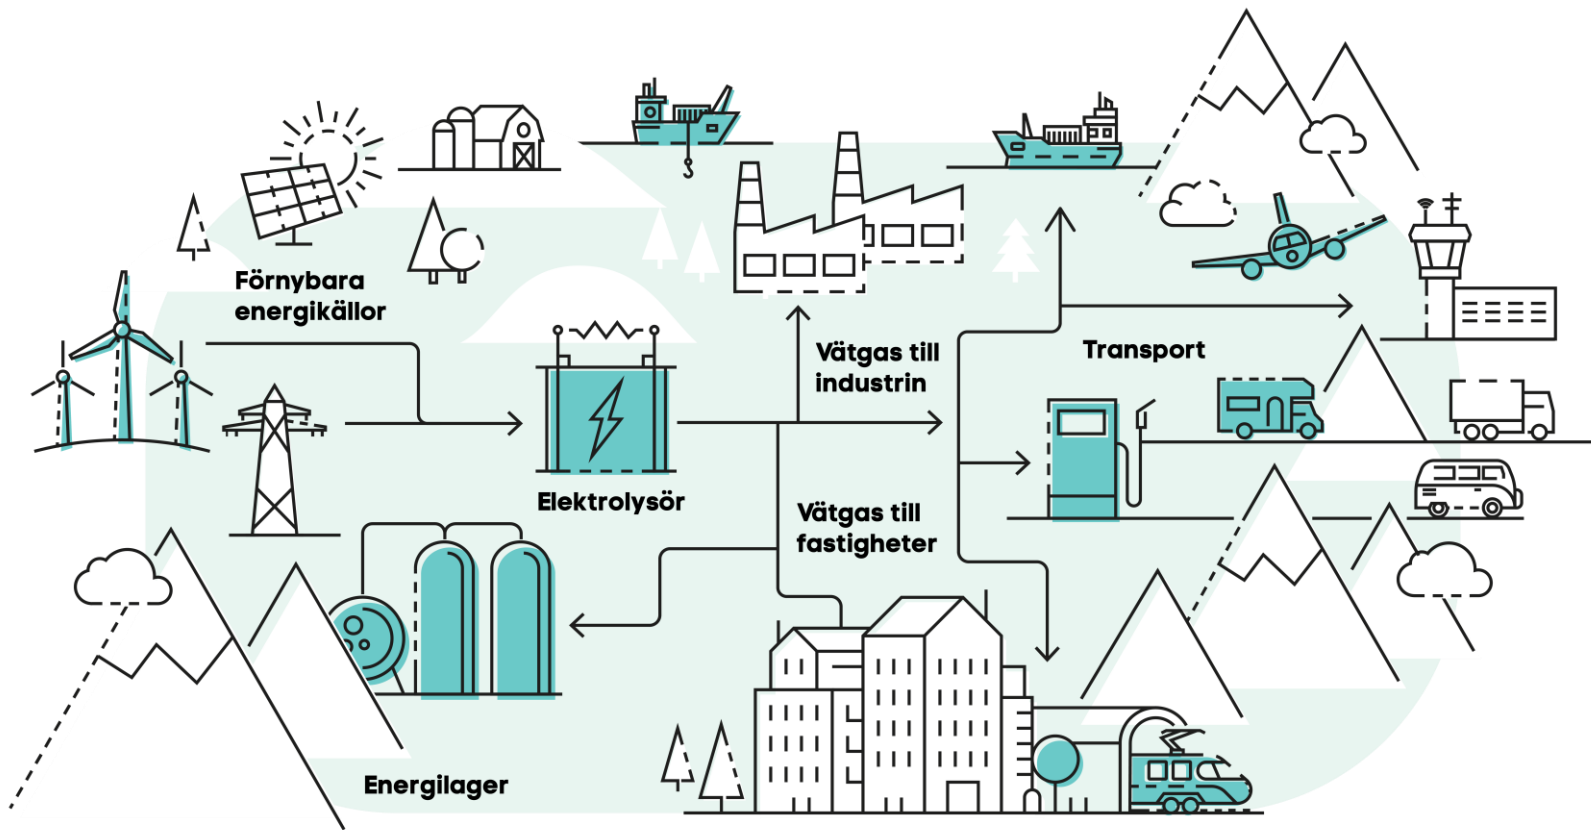 Förnybara
energikällor
Vätgas till
industrin
Transport
Elektrolysör
Vätgas till
fastigheter
Energilager